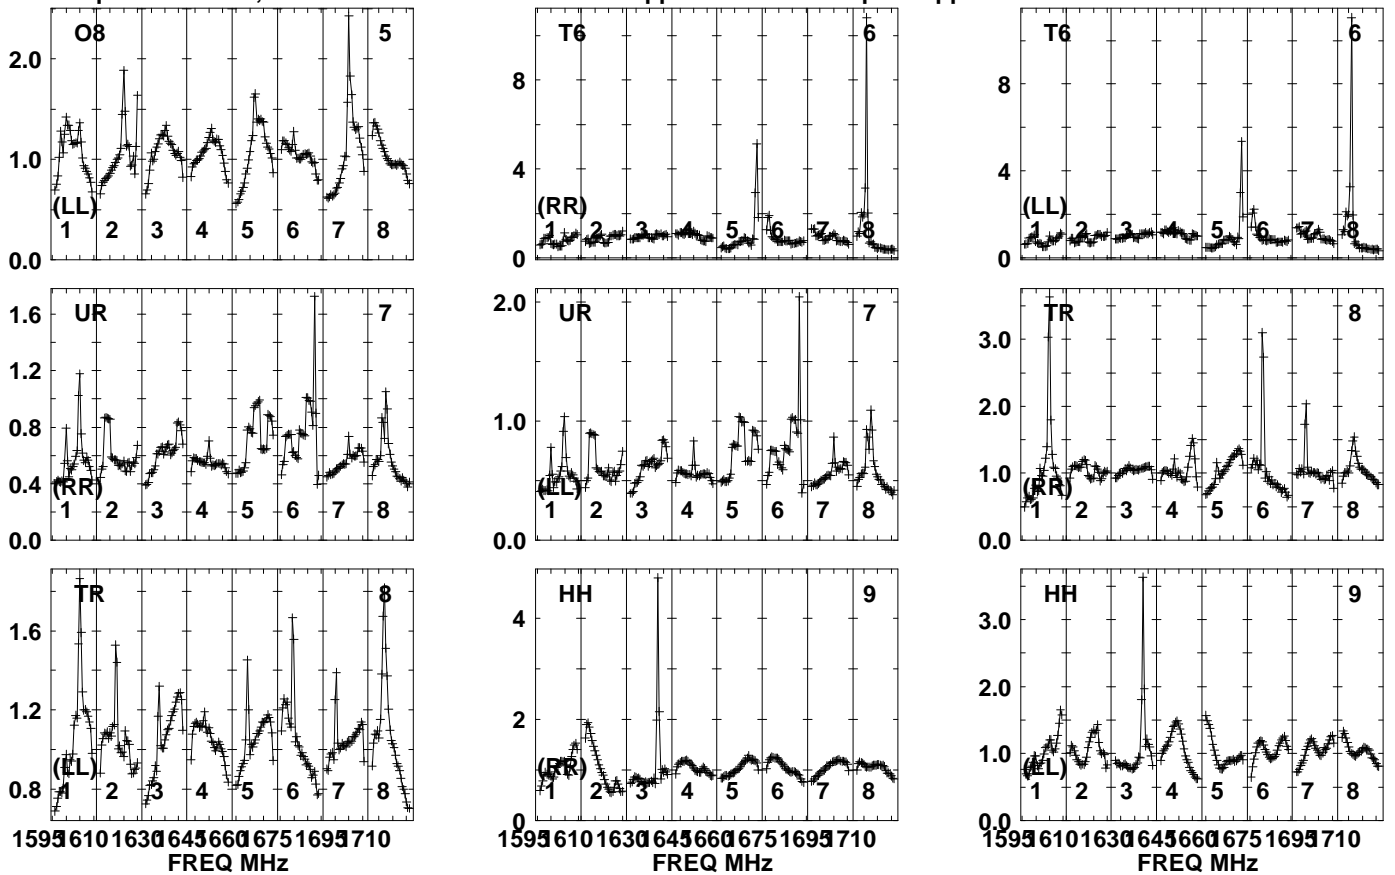 O8 5 T6 6 T6 6
2.0 8 8
1.0 4 4
(LL) (RR) (LL)
1 2 3 4 5 6 7 8 1 2 3 4 5 6 7 8 1 2 3 4 5 6 7 8
0.0 0 0
UR 7 UR 7 TR 8
1.6 2.0 3.0
1.2 2.0
0.8 1.0 1.0
0.4
(RR) (LL) (RR)
1 2 3 4 5 6 7 8 1 2 3 4 5 6 7 8 1 2 3 4 5 6 7 8
0.0 0.0 0.0
TR 8 HH 9 HH 9
1.6 4 3.0
1.2 2 2.0
0.8 1.0
(LL) (RR) (LL)
1 2 3 4 5 6 7 8 1 2 3 4 5 6 7 8 1 2 3 4 5 6 7 8
0 0.0
1595 1610 1630 1645 1660 1675 1695 1710 1595 1610 1630 1645 1660 1675 1695 1710 1595 1610 1630 1645 1660 1675 1695 1710
FREQ MHz FREQ MHz FREQ MHz